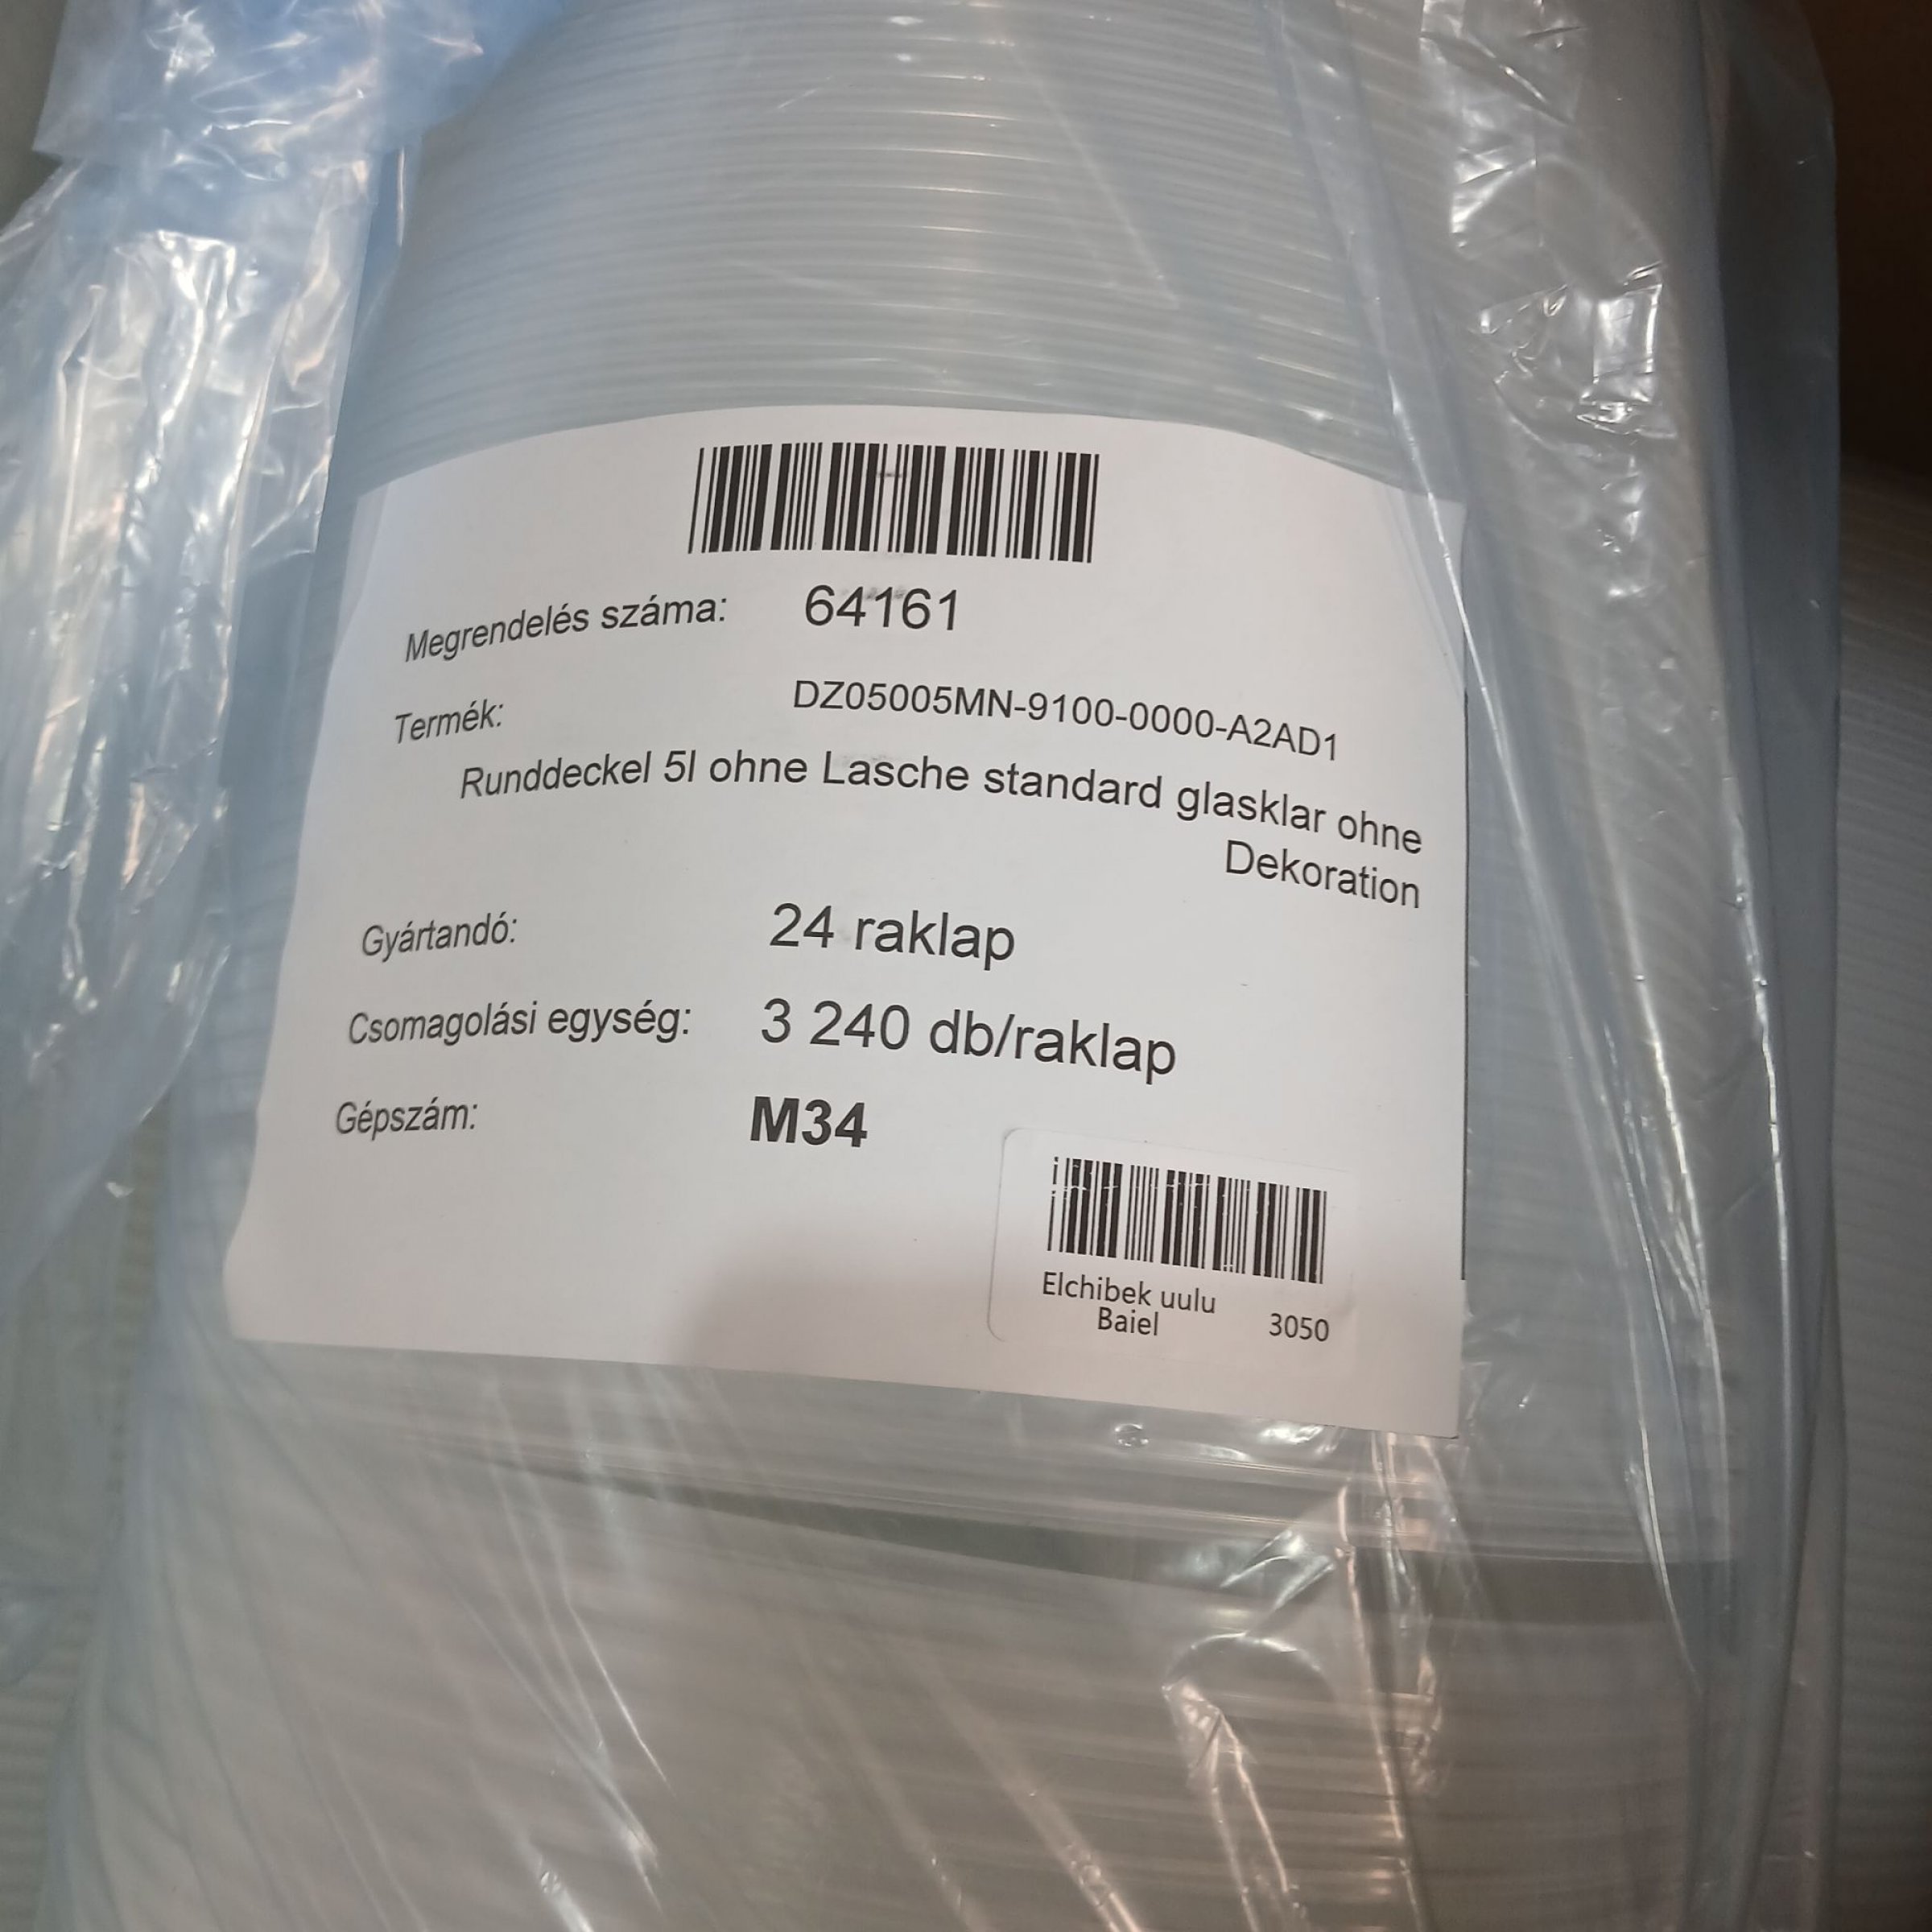 Megrendelés száma: 64161
Termék: DZ05005MN-9100-0000-A2AD1
Runddeckel 5l ohne Lasche standard glasklar ohne
Dekoration
Gyártandó: 24 raklap
Csomagolási egység: 3 240 db/raklap
Gépszám: M34
Elchibek uulu
Baiel 3050